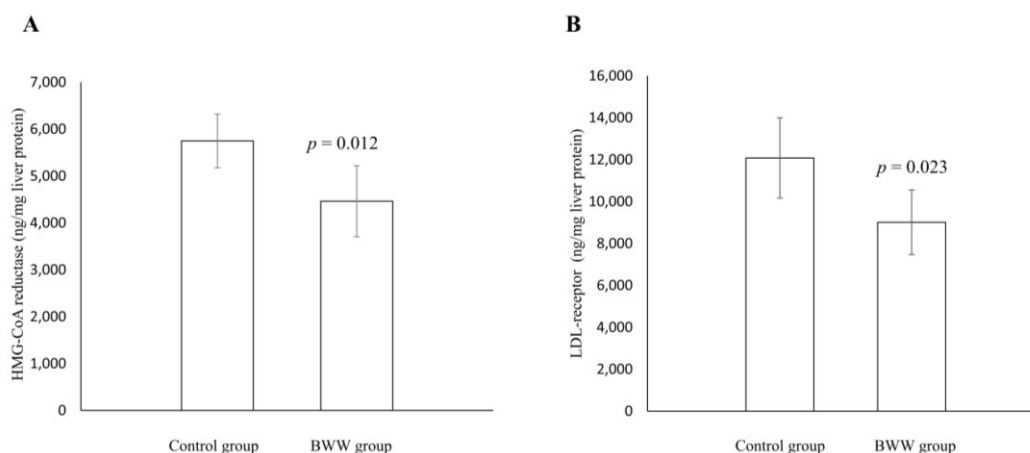 A
HMG-CoA reductase (ng/mg liver protein)
7,000
6,000
5,000
4,000
3,000
2,000
1,000
0
p = 0.012
Control group
BWW group
B
LDL-receptor (ng/mg liver protein)
16,000
14,000
12,000
10,000
8,000
6,000
4,000
2,000
0
p = 0.023
Control group
BWW group